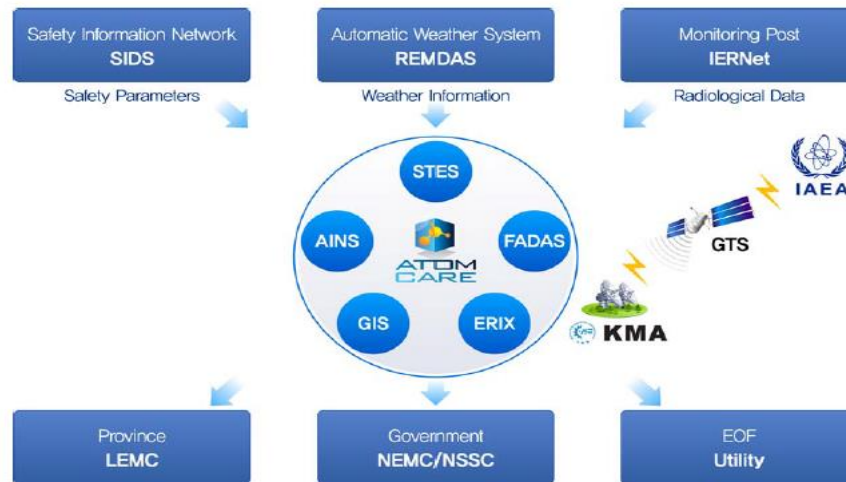 Safety Information Network
SIDS
Automatic Weather System
REMDAS
Monitoring Post
IERNet
Safety Parameters
Weather Information
Radiological Data
STES
IAEA
AINS
ATOM
CARE
FADAS
GTS
GIS
ERIX
KMA
Province
LEMC
Government
NEMC/NSSC
EOF
Utility